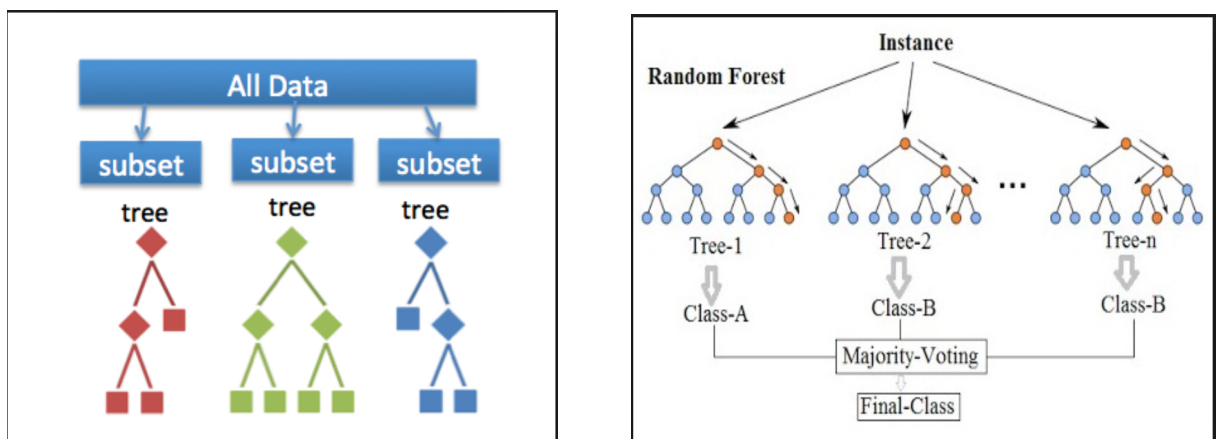 All Data
subset
subset
subset
tree
tree
tree
Instance
Random Forest
...
Tree-1
Tree-2
Tree-n
Class-A
Class-B
Class-B
Majority-Voting
Final-Class